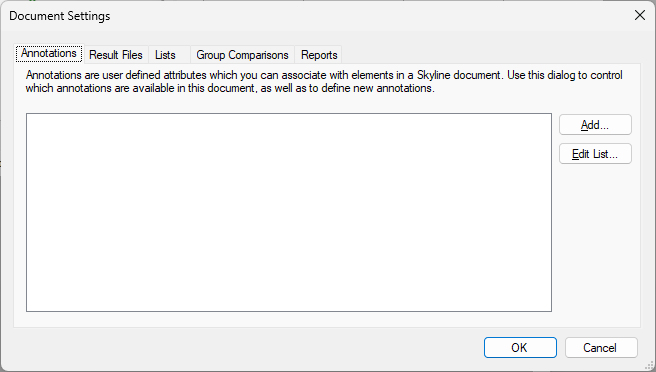 Document Settings
Annotations Result Files Lists Group Comparisons Reports
Annotations are user defined attributes which you can associate with elements in a Skyline document. Use this dialog to control
which annotations are available in this document, as well as to define new annotations.
Add...
Edit List...
OK Cancel